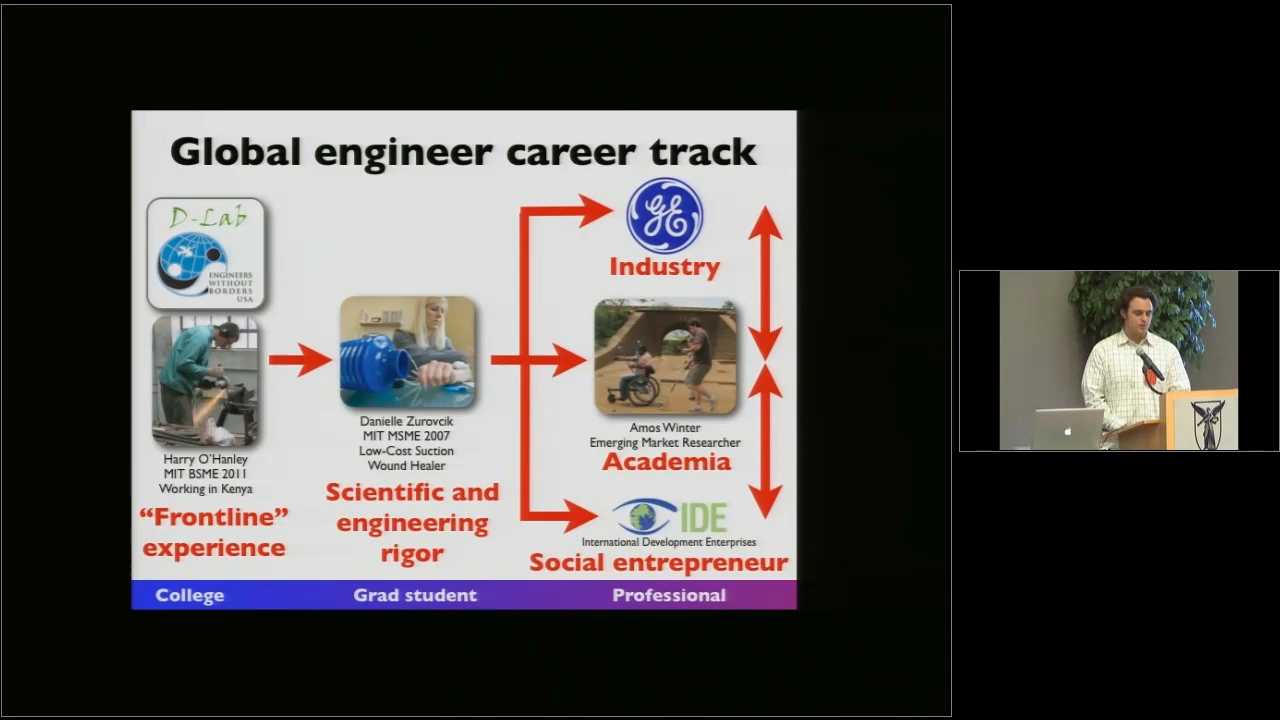 Global engineer career track
D-Lab
ENGINEERS
WITHOUT
BORDERS
USA
Harry O'Hanley
MIT BSME 2011
Working in Kenya
“Frontline”
experience
Danielle Zurovcik
MIT MSME 2007
Low-Cost Suction
Wound Healer
Scientific and
engineering
rigor
GE
Industry
Amos Winter
Emerging Market Researcher
Academia
IDE
International Development Enterprises
Social entrepreneur
College
Grad student
Professional